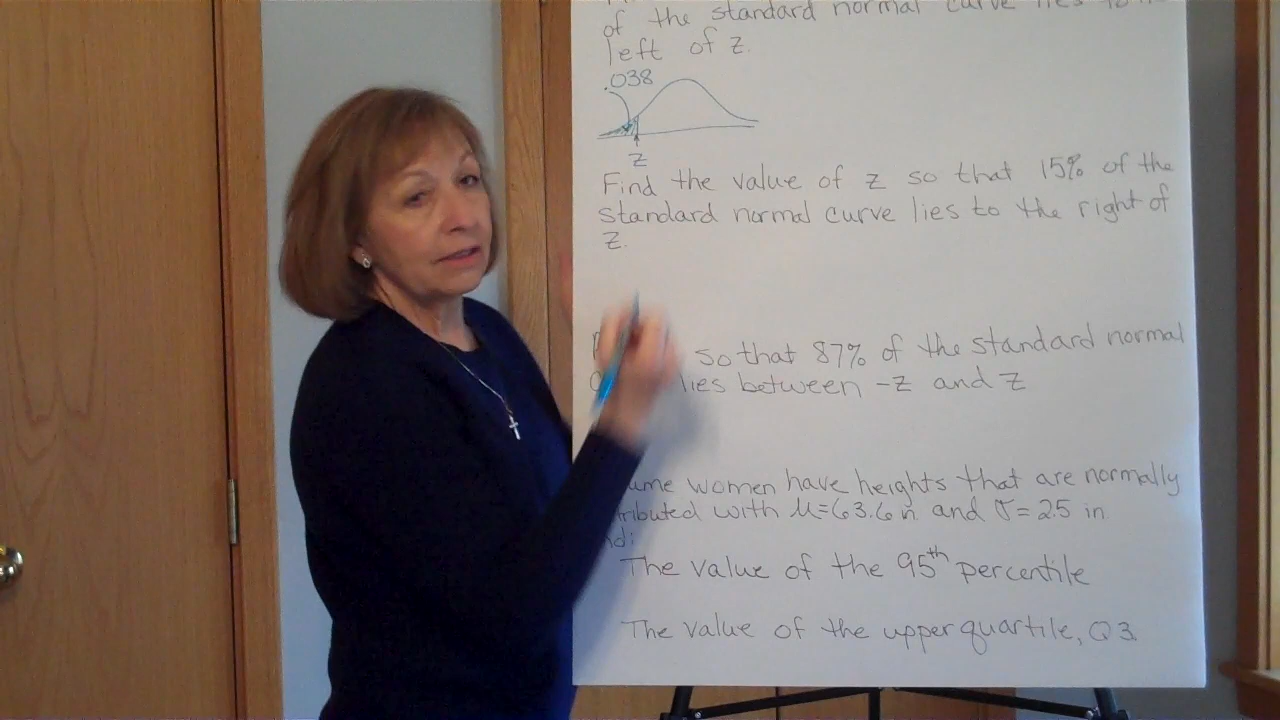 of the standard normal curve lies to
left of z.
.038
z
Find the value of z so that 15% of the
standard normal curve lies to the right of
z.
so that 87% of the standard normal
lies between -z and z
women have heights that are normally
with μ=63.6 in and σ=2.5 in.
The value of the 95th percentile
The value of the upper quartile, Q3.